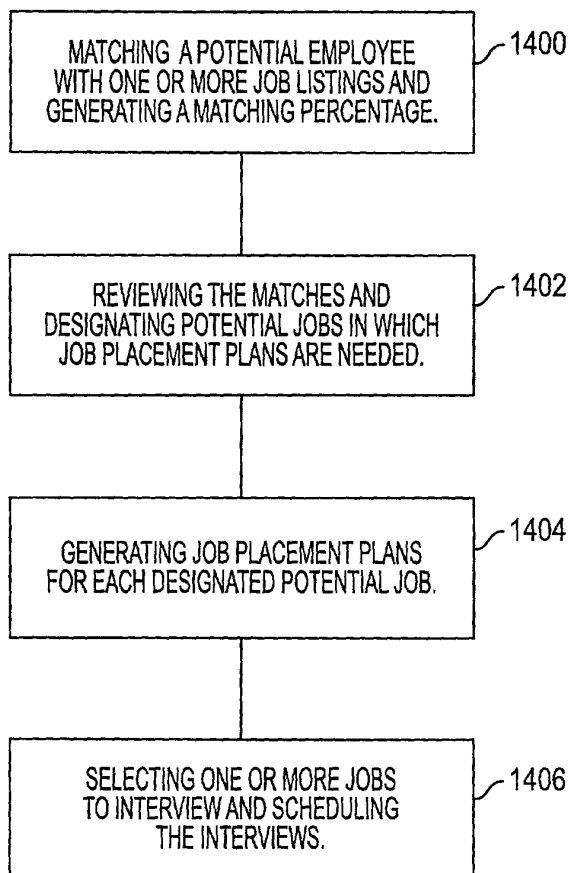 MATCHING A POTENTIAL EMPLOYEE
WITH ONE OR MORE JOB LISTINGS AND
GENERATING A MATCHING PERCENTAGE.
1400
REVIEWING THE MATCHES AND
DESIGNATING POTENTIAL JOBS IN WHICH
JOB PLACEMENT PLANS ARE NEEDED.
1402
GENERATING JOB PLACEMENT PLANS
FOR EACH DESIGNATED POTENTIAL JOB.
1404
SELECTING ONE OR MORE JOBS
TO INTERVIEW AND SCHEDULING
THE INTERVIEWS.
1406